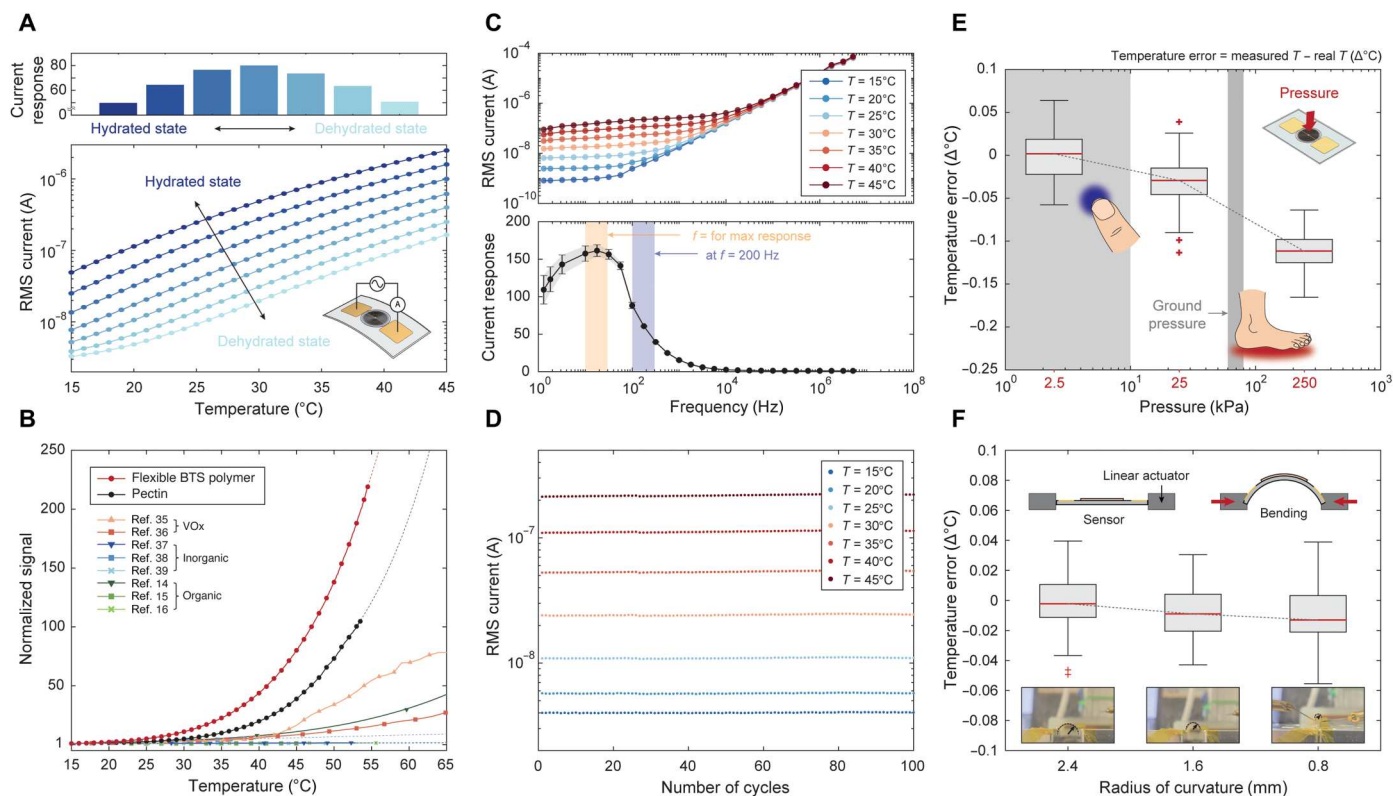 A
Current
response
80
60
0
Hydrated state
Dehydrated state
RMS current (A)
10⁻⁶
10⁻⁷
10⁻⁸
Hydrated state
Dehydrated state
A
15 20 25 30 35 40 45
Temperature (°C)
B
Normalized signal
250
200
150
100
50
1
Flexible BTS polymer
Pectin
Ref. 35
Ref. 36
VOx
Ref. 37
Ref. 38
Ref. 39
Inorganic
Ref. 14
Ref. 15
Ref. 16
Organic
15 20 25 30 35 40 45 50 55 60 65
Temperature (°C)
C
RMS current (A)
10⁻⁴
10⁻⁶
10⁻⁸
10⁻¹⁰
T = 15°C
T = 20°C
T = 25°C
T = 30°C
T = 35°C
T = 40°C
T = 45°C
Current response
200
150
100
50
0
f = for max response
at f = 200 Hz
10⁰ 10² 10⁴ 10⁶ 10⁸
Frequency (Hz)
D
RMS current (A)
10⁻⁷
10⁻⁸
T = 15°C
T = 20°C
T = 25°C
T = 30°C
T = 35°C
T = 40°C
T = 45°C
0 20 40 60 80 100
Number of cycles
E
Temperature error = measured T − real T (Δ°C)
Temperature error (Δ°C)
0.1
0.05
0
−0.05
−0.1
−0.15
−0.2
−0.25
Pressure
Ground
pressure
10⁰ 2.5 10¹ 25 10² 250 10³
Pressure (kPa)
F
Temperature error (Δ°C)
0.1
0.08
0.06
0.04
0.02
0
−0.02
−0.04
−0.06
−0.08
−0.1
Linear actuator
Sensor
Bending
2.4 1.6 0.8
Radius of curvature (mm)